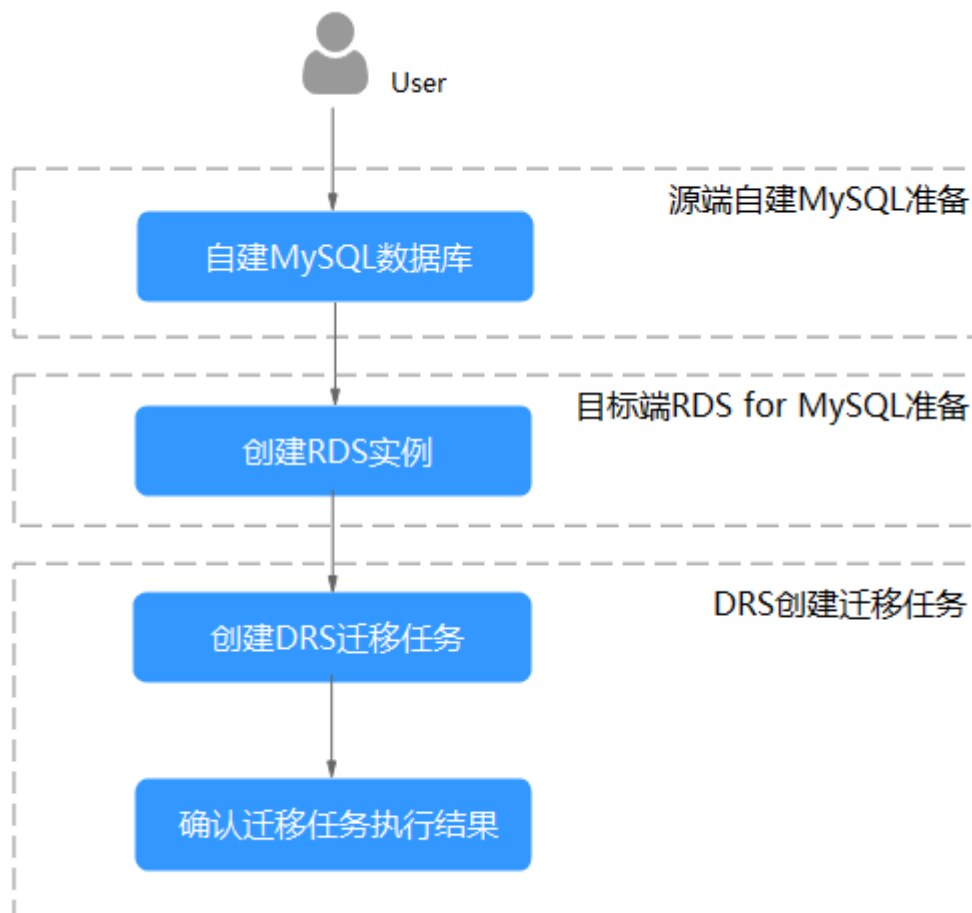 User
源端自建MySQL准备
自建MySQL数据库
目标端RDS for MySQL准备
创建RDS实例
DRS创建迁移任务
创建DRS迁移任务
确认迁移任务执行结果